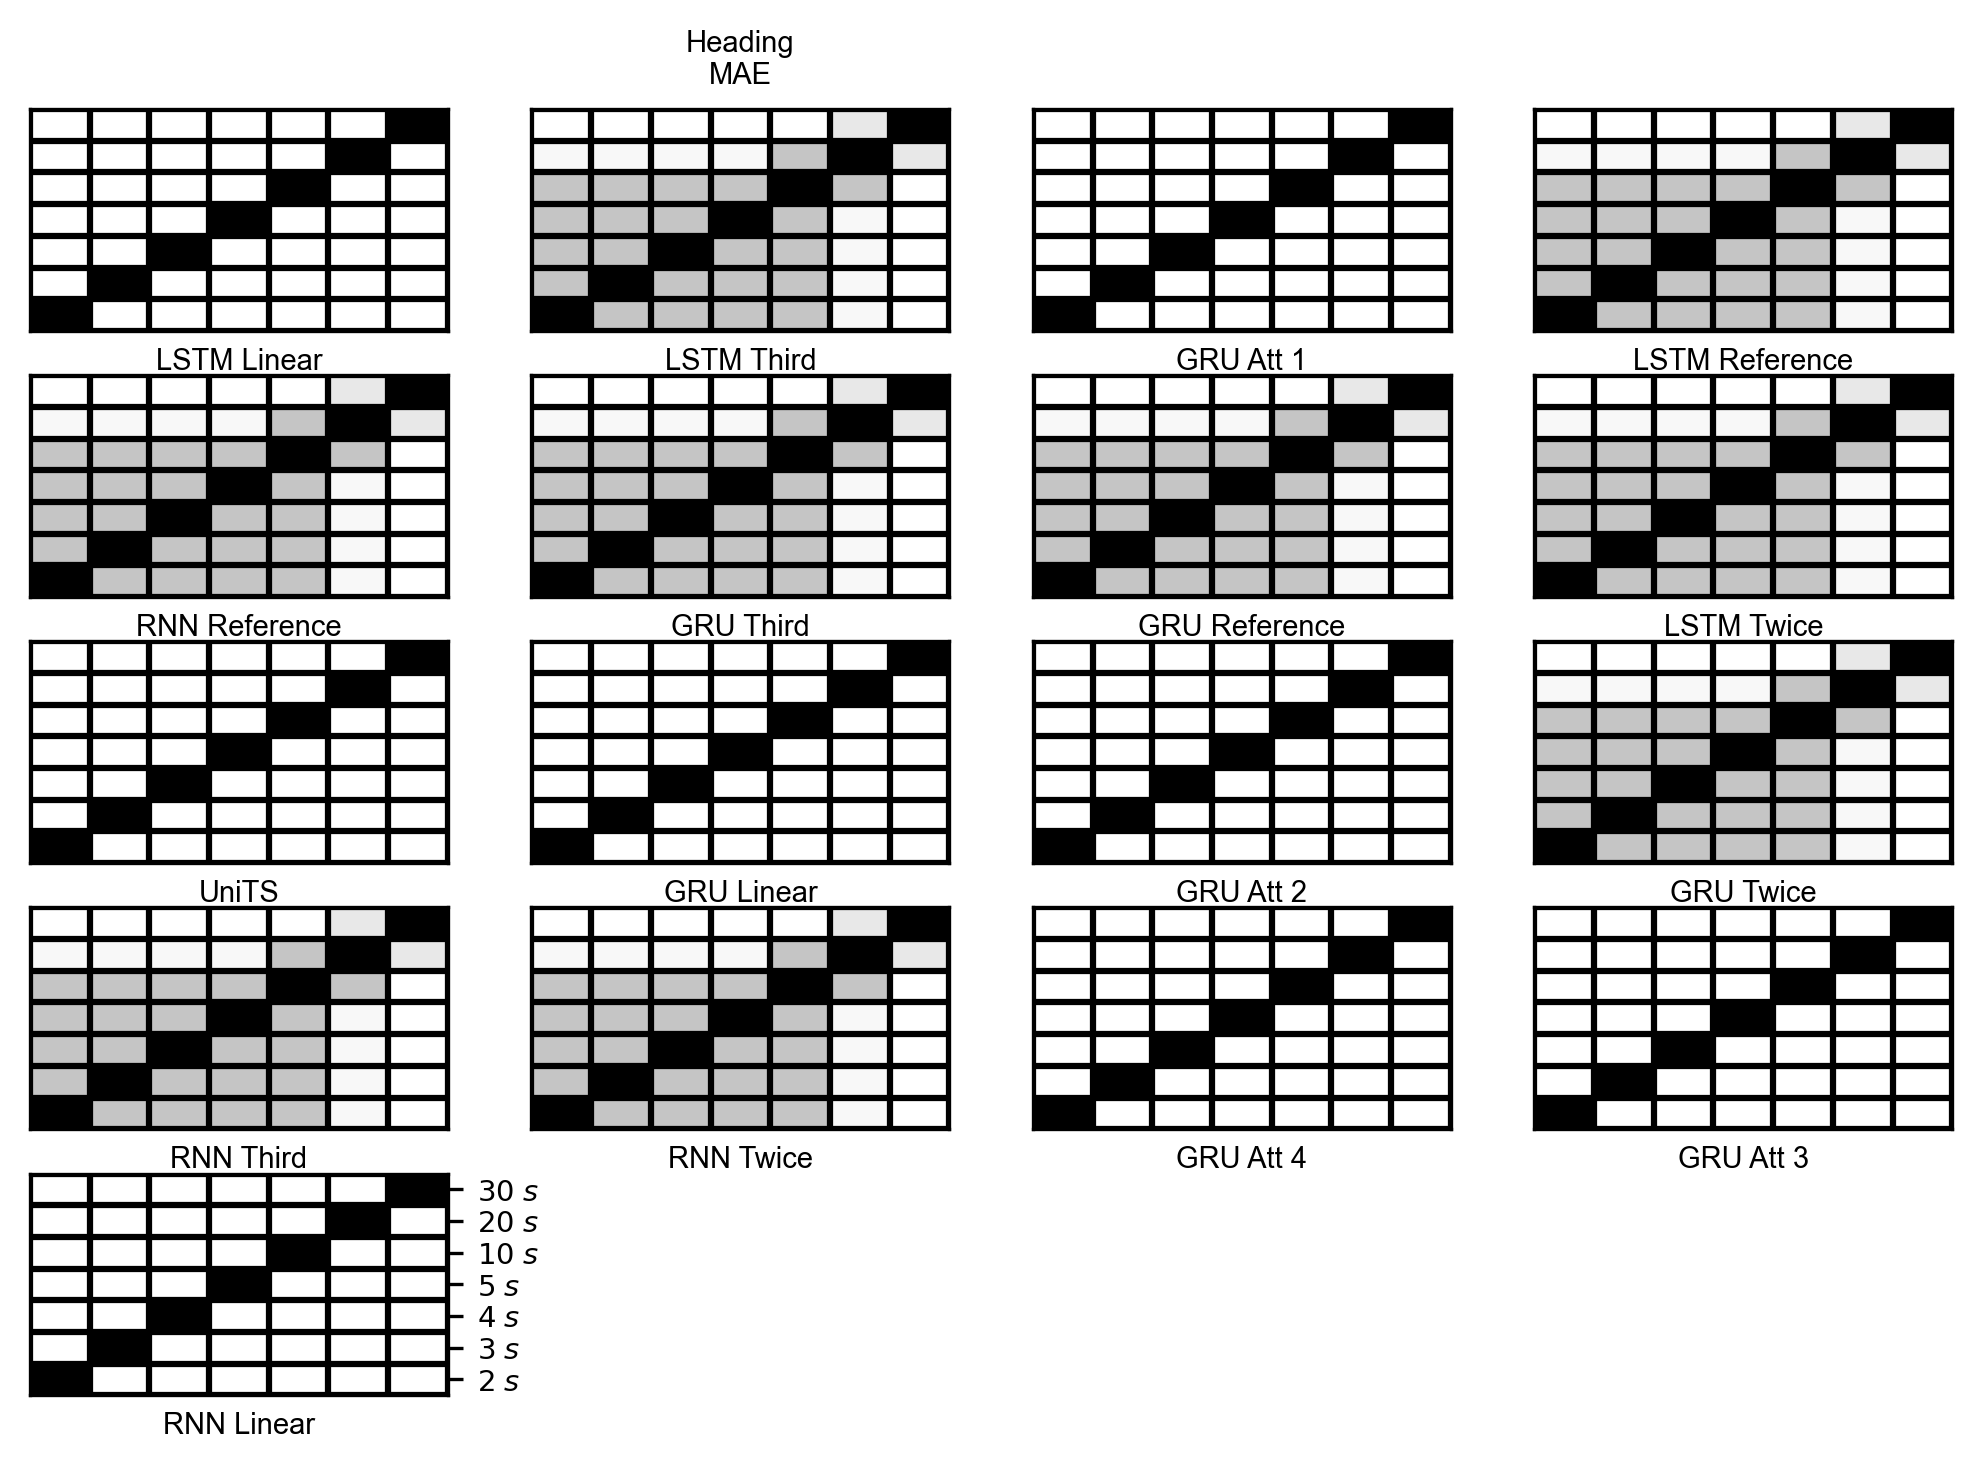 Heading
MAE
LSTM Linear
LSTM Third
GRU Att 1
LSTM Reference
RNN Reference
GRU Third
GRU Reference
LSTM Twice
UniTS
GRU Linear
GRU Att 2
GRU Twice
RNN Third
RNN Twice
GRU Att 4
GRU Att 3
30 s
20 s
10 s
5 s
4 s
3 s
2 s
RNN Linear